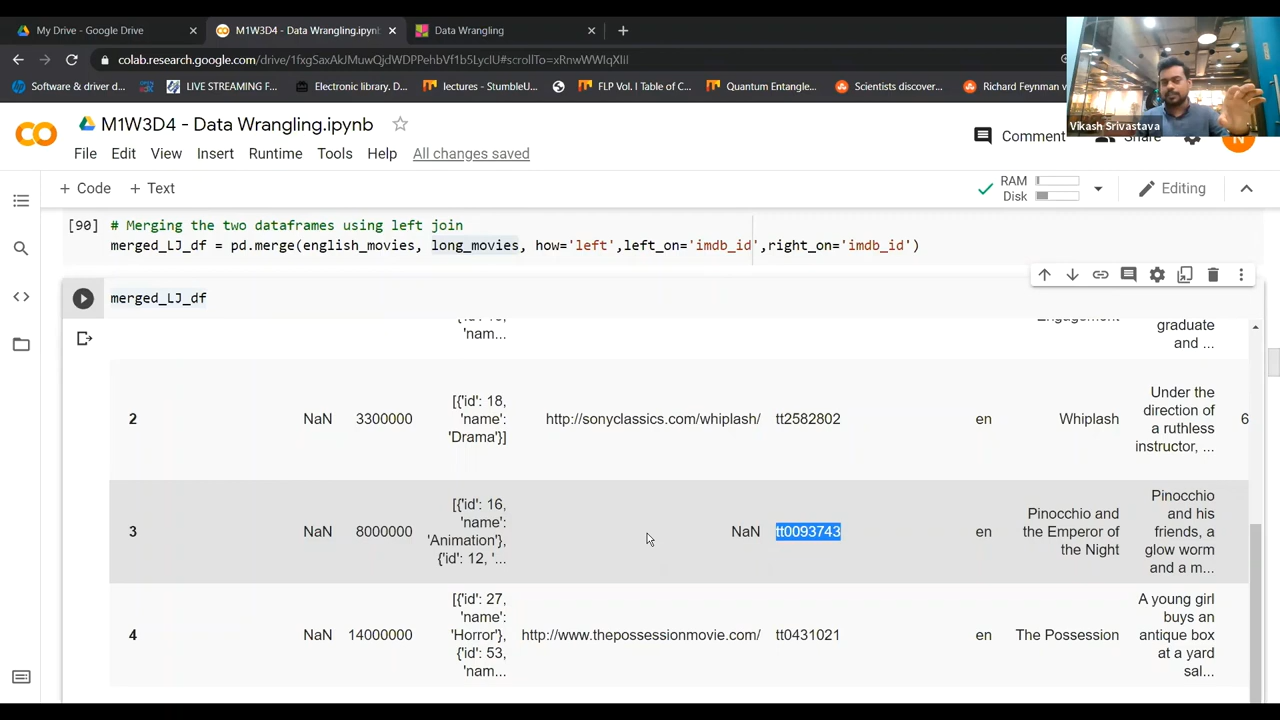 My Drive - Google Drive
M1W3D4 - Data Wrangling.ipynb
Data Wrangling
colab.research.google.com/drive/
Software & driver d...
LIVE STREAMING F...
Electronic library. D...
lectures - StumbleU...
FLP Vol. I Table of C...
Quantum Entangle...
Scientists discover...
Richard Feynman
Vikash Srivastava
M1W3D4 - Data Wrangling.ipynb
Comment
Share
N
File Edit View Insert Runtime Tools Help All changes saved
+ Code + Text
RAM
Disk
Editing
[90] # Merging the two dataframes using left join
merged_LJ_df = pd.merge(english_movies, long_movies, how='left',left_on='imdb_id',right_on='imdb_id')
merged_LJ_df
'nam...
Engagement
graduate
and ...
2 NaN 3300000
[{'id': 18,
'name':
'Drama'}]
http://sonyclassics.com/whiplash/ tt2582802 en Whiplash
Under the
direction of
a ruthless
instructor, ...
6
3 NaN 8000000
[{'id': 16,
'name':
'Animation'},
{'id': 12, '...
NaN tt0093743 en
Pinocchio and
the Emperor of
the Night
Pinocchio
and his
friends, a
glow worm
and a m...
4 NaN 14000000
[{'id': 27,
'name':
'Horror'},
{'id': 53,
'nam...
http://www.thepossessionmovie.com/ tt0431021 en The Possession
A young girl
buys an
antique box
at a yard
sal...